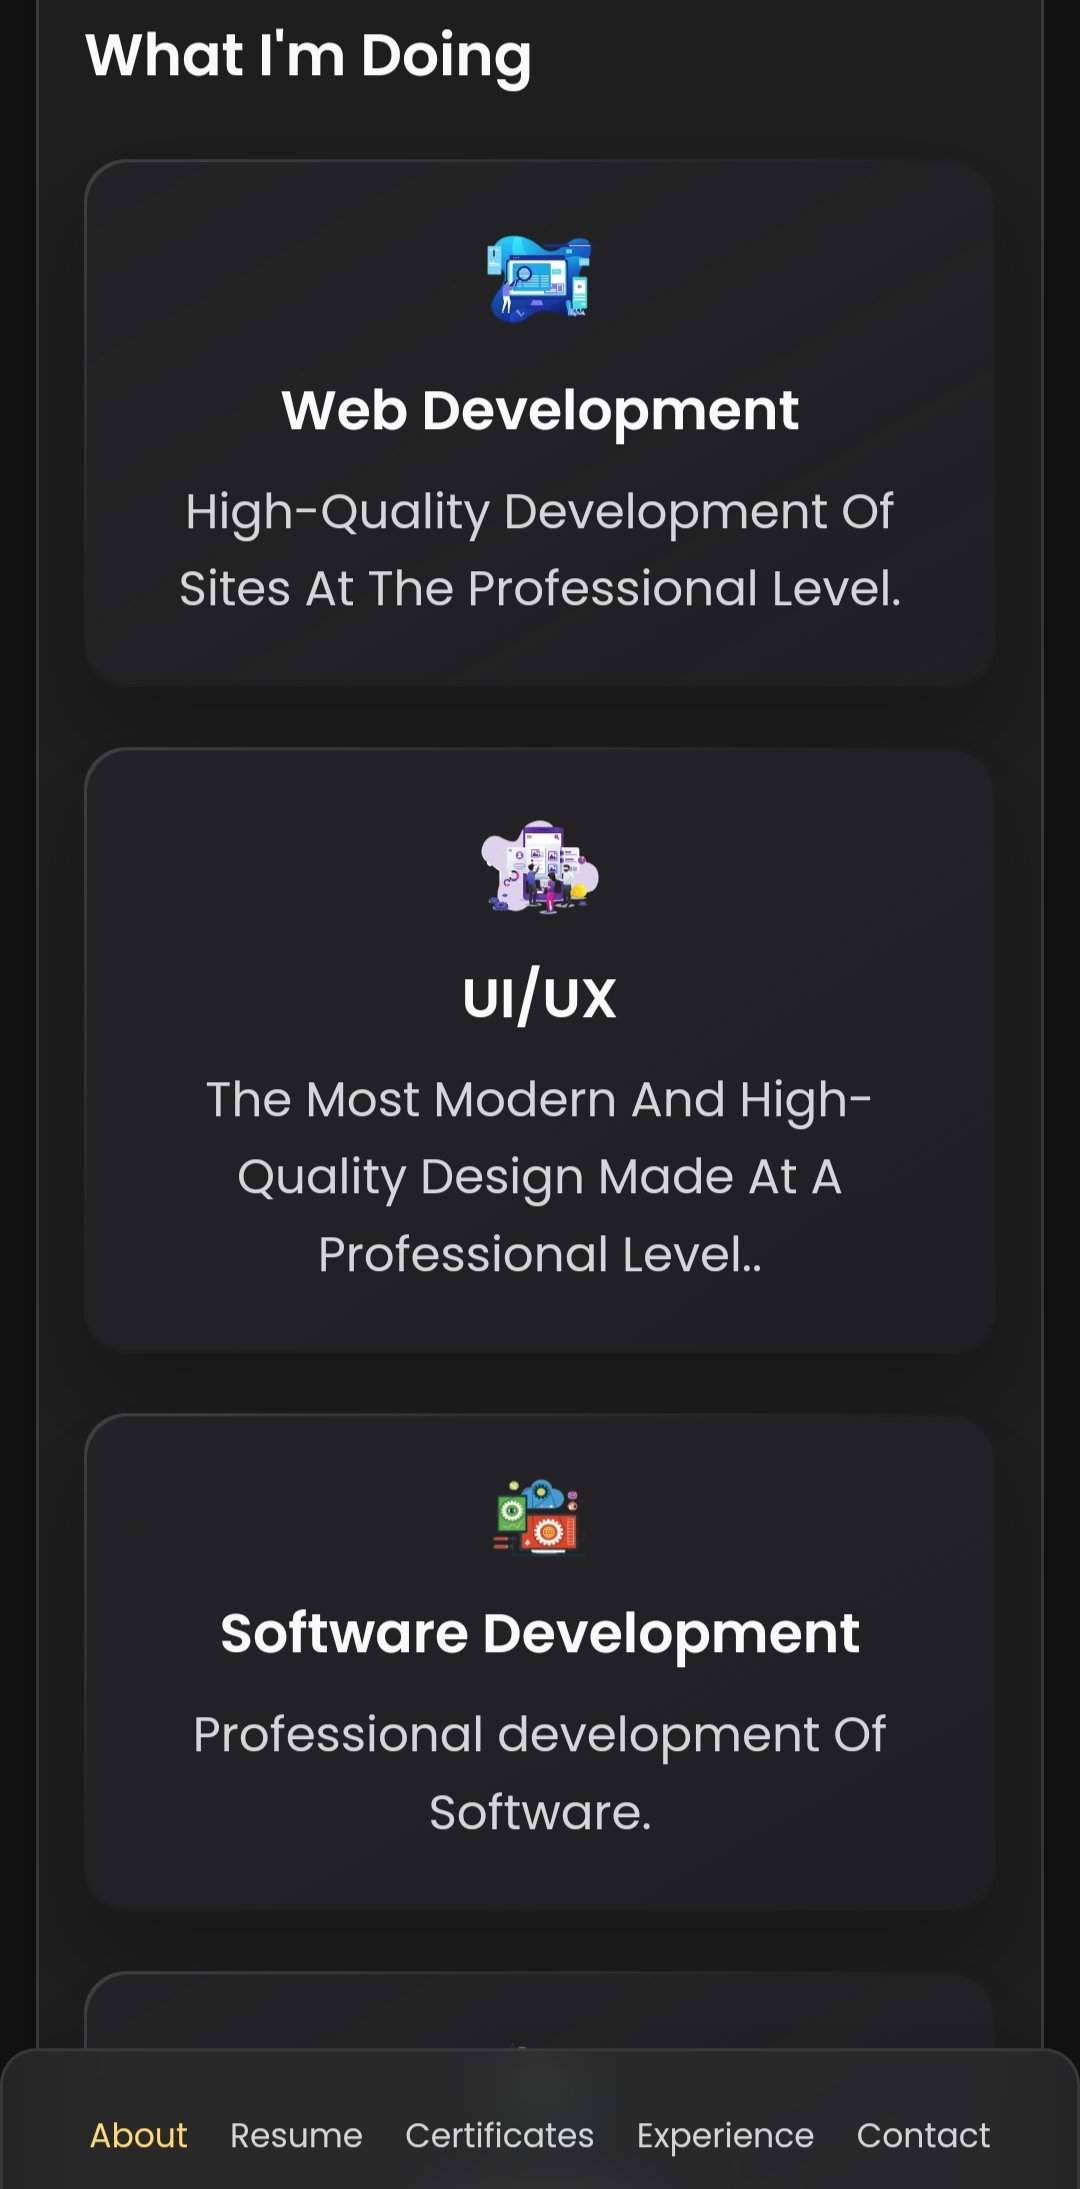 What I'm Doing
Web Development
High-Quality Development Of
Sites At The Professional Level.
UI/UX
The Most Modern And High-
Quality Design Made At A
Professional Level..
Software Development
Professional development Of
Software.
About Resume Certificates Experience Contact